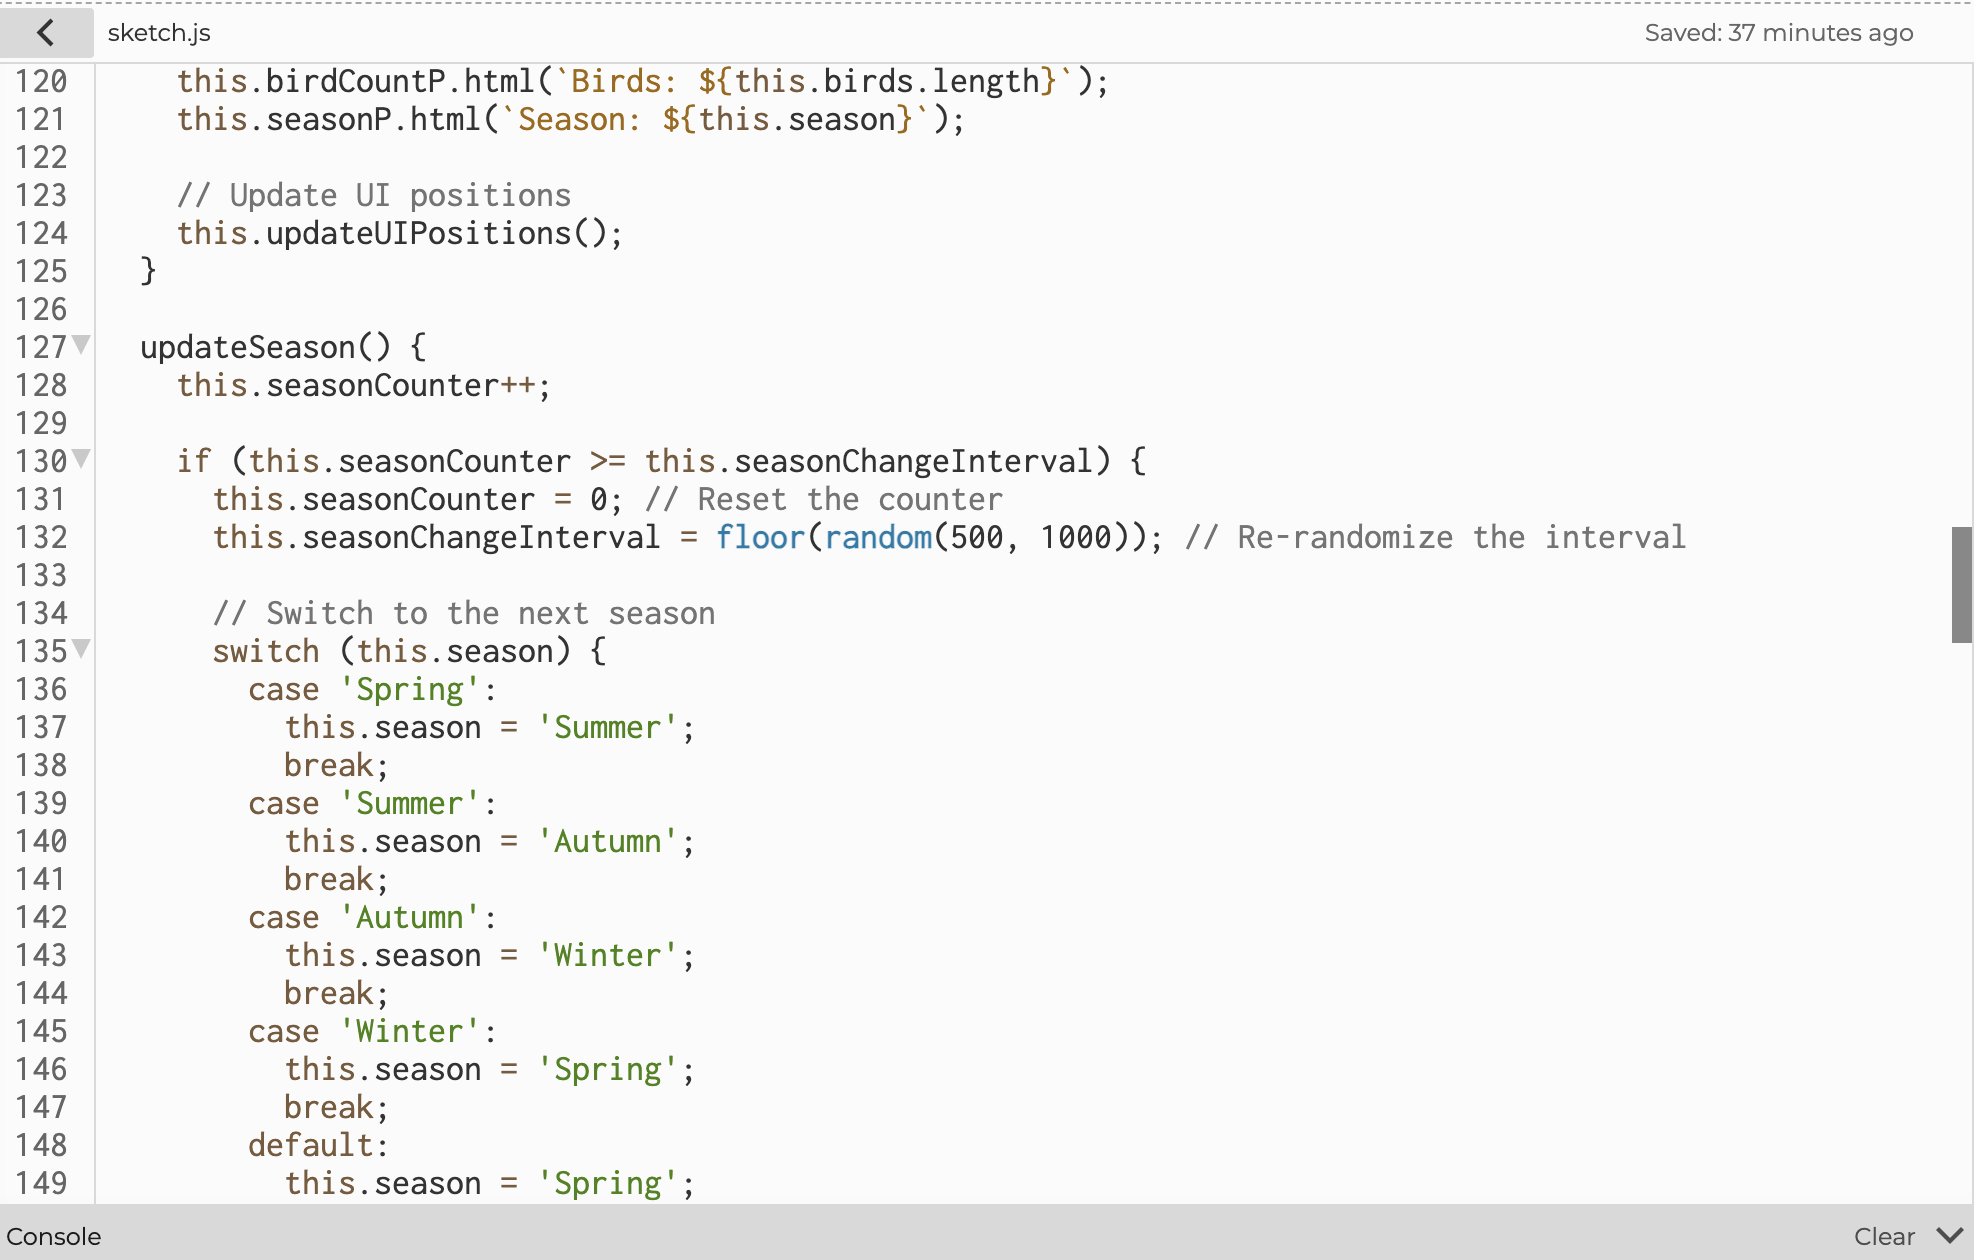 sketch.js
Saved: 37 minutes ago
120 this.birdCountP.html(`Birds: ${this.birds.length}`);
121 this.seasonP.html(`Season: ${this.season}`);
122
123 // Update UI positions
124 this.updateUIPositions();
125 }
126
127 updateSeason() {
128 this.seasonCounter++;
129
130 if (this.seasonCounter >= this.seasonChangeInterval) {
131 this.seasonCounter = 0; // Reset the counter
132 this.seasonChangeInterval = floor(random(500, 1000)); // Re-randomize the interval
133
134 // Switch to the next season
135 switch (this.season) {
136 case 'Spring':
137 this.season = 'Summer';
138 break;
139 case 'Summer':
140 this.season = 'Autumn';
141 break;
142 case 'Autumn':
143 this.season = 'Winter';
144 break;
145 case 'Winter':
146 this.season = 'Spring';
147 break;
148 default:
149 this.season = 'Spring';
Console
Clear